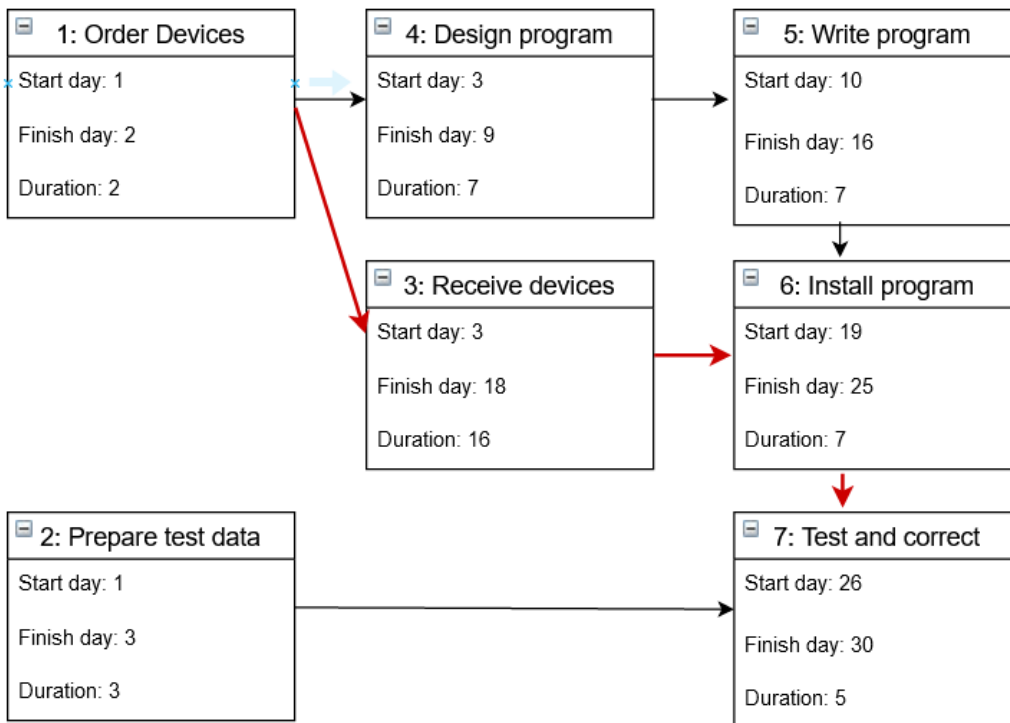 1: Order Devices
Start day: 1
Finish day: 2
Duration: 2
4: Design program
Start day: 3
Finish day: 9
Duration: 7
5: Write program
Start day: 10
Finish day: 16
Duration: 7
3: Receive devices
Start day: 3
Finish day: 18
Duration: 16
6: Install program
Start day: 19
Finish day: 25
Duration: 7
2: Prepare test data
Start day: 1
Finish day: 3
Duration: 3
7: Test and correct
Start day: 26
Finish day: 30
Duration: 5